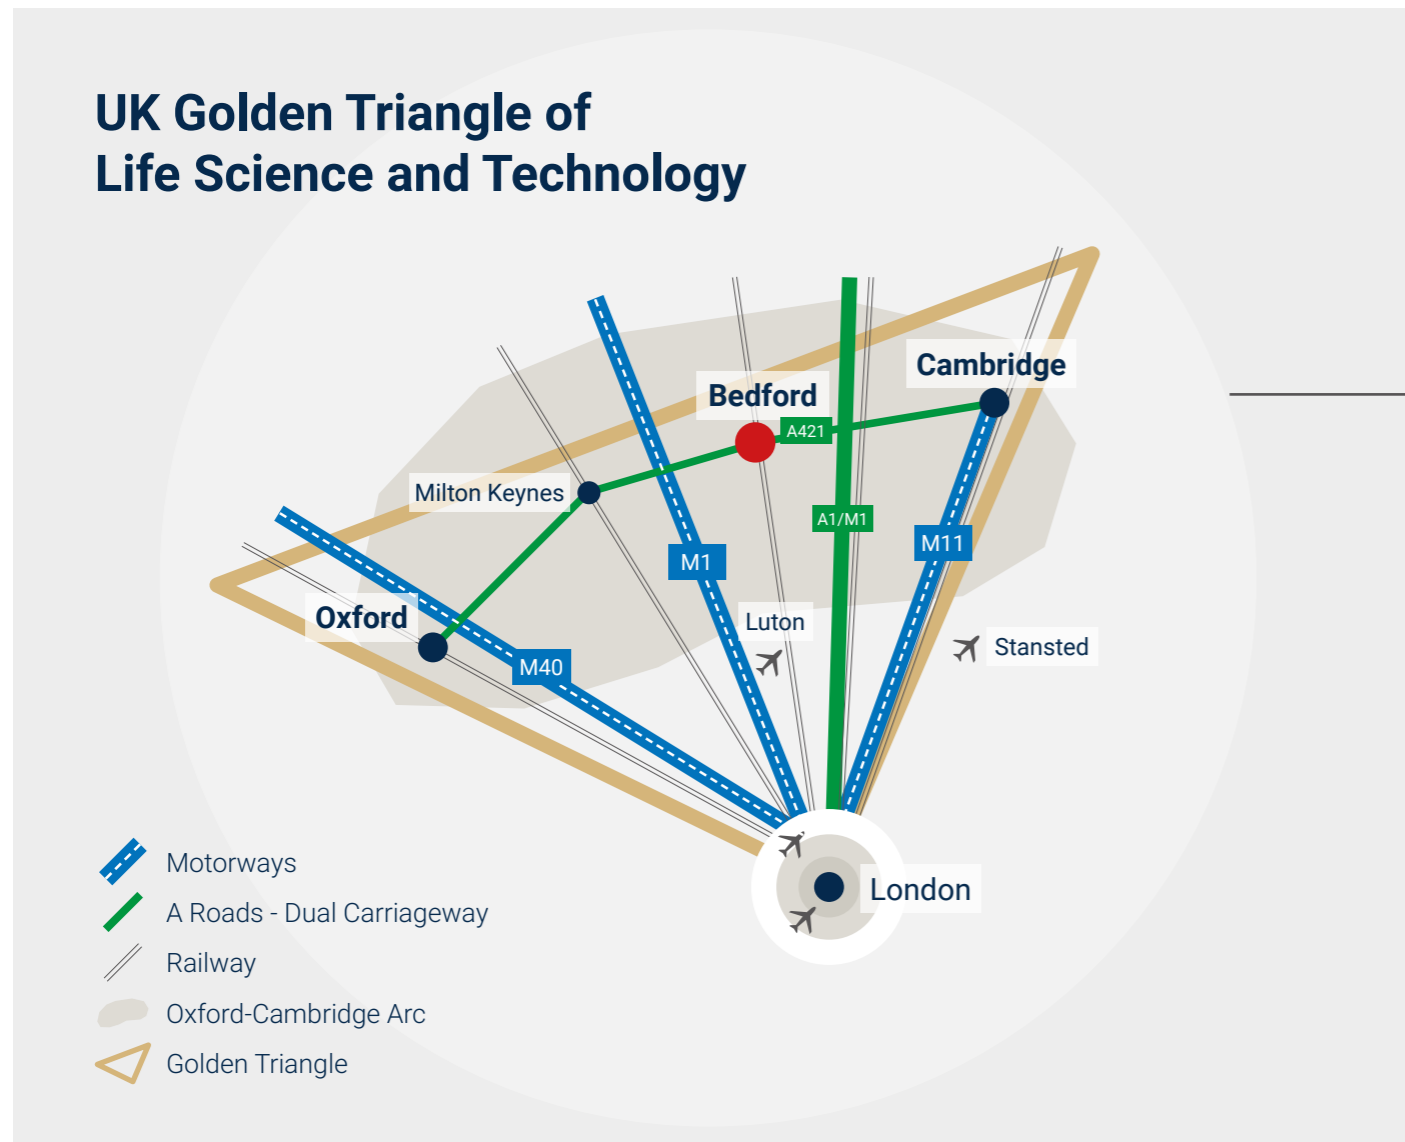 UK Golden Triangle of
Life Science and Technology
Cambridge
Bedford
A421
Milton Keynes
A1/M1
M11
M1
Oxford
Luton
Stansted
M40
London
Motorways
A Roads - Dual Carriageway
Railway
Oxford-Cambridge Arc
Golden Triangle